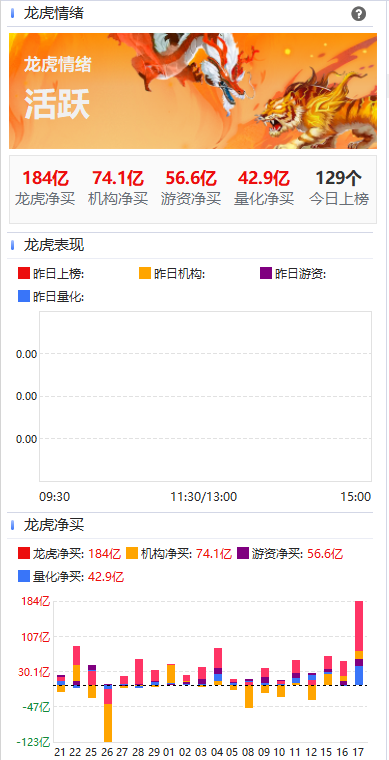 龙虎情绪
龙虎情绪
活跃
184亿 74.1亿 56.6亿 42.9亿 129个
龙虎净买 机构净买 游资净买 量化净买 今日上榜
龙虎表现
昨日上榜: 昨日机构: 昨日游资:
昨日量化:
0.00
0.00
0.00
09:30 11:30/13:00 15:00
龙虎净买
龙虎净买: 184亿 机构净买: 74.1亿 游资净买: 56.6亿
量化净买: 42.9亿
184亿
107亿
30.1亿
-47亿
-123亿
21 22 25 26 27 28 29 01 02 03 04 05 08 09 10 11 12 15 16 17